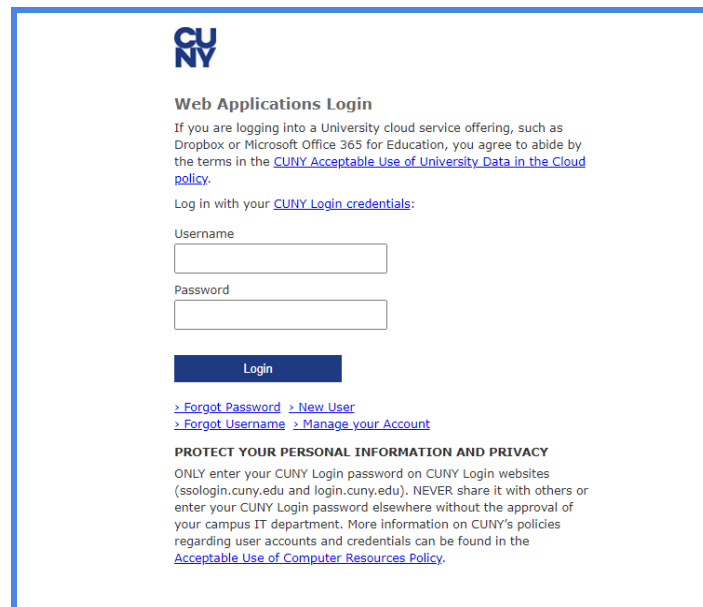 CU
NY
Web Applications Login
If you are logging into a University cloud service offering, such as
Dropbox or Microsoft Office 365 for Education, you agree to abide by
the terms in the CUNY Acceptable Use of University Data in the Cloud
policy.
Log in with your CUNY Login credentials:
Username
Password
Login
› Forgot Password › New User
› Forgot Username › Manage your Account
PROTECT YOUR PERSONAL INFORMATION AND PRIVACY
ONLY enter your CUNY Login password on CUNY Login websites
(ssologin.cuny.edu and login.cuny.edu). NEVER share it with others or
enter your CUNY Login password elsewhere without the approval of
your campus IT department. More information on CUNY’s policies
regarding user accounts and credentials can be found in the
Acceptable Use of Computer Resources Policy.